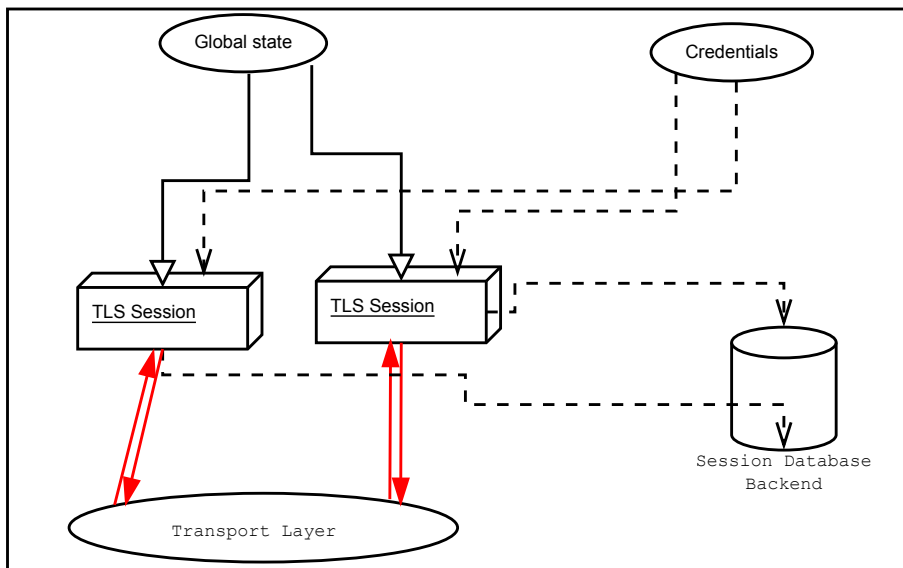 Global state
Credentials
TLS Session
TLS Session
Session Database
Backend
Transport Layer